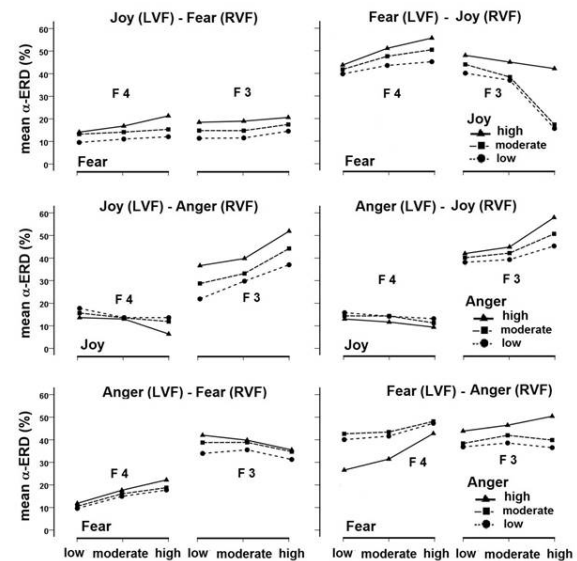 Joy (LVF) - Fear (RVF)
Fear (LVF) - Joy (RVF)
mean α-ERD (%)
60
50
40
30
20
10
0
F 4
F 3
Fear
F 4
F 3
Fear
Joy
high
moderate
low
Joy (LVF) - Anger (RVF)
Anger (LVF) - Joy (RVF)
mean α-ERD (%)
60
50
40
30
20
10
0
F 4
F 3
Joy
F 4
F 3
Joy
Anger
high
moderate
low
Anger (LVF) - Fear (RVF)
Fear (LVF) - Anger (RVF)
mean α-ERD (%)
60
50
40
30
20
10
0
F 4
F 3
Fear
F 4
F 3
Fear
Anger
high
moderate
low
low moderate high low moderate high low moderate high low moderate high